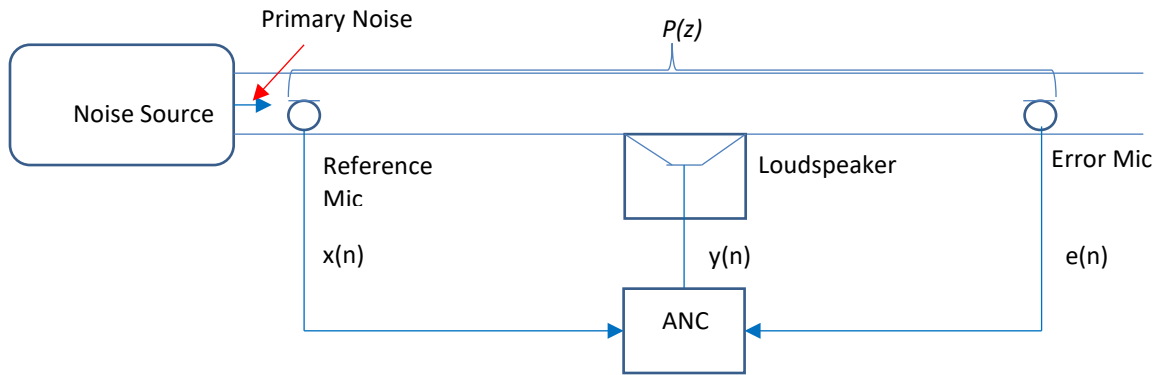 Primary Noise
P(z)
Noise Source
Reference
Mic
Loudspeaker
Error Mic
x(n)
y(n)
e(n)
ANC